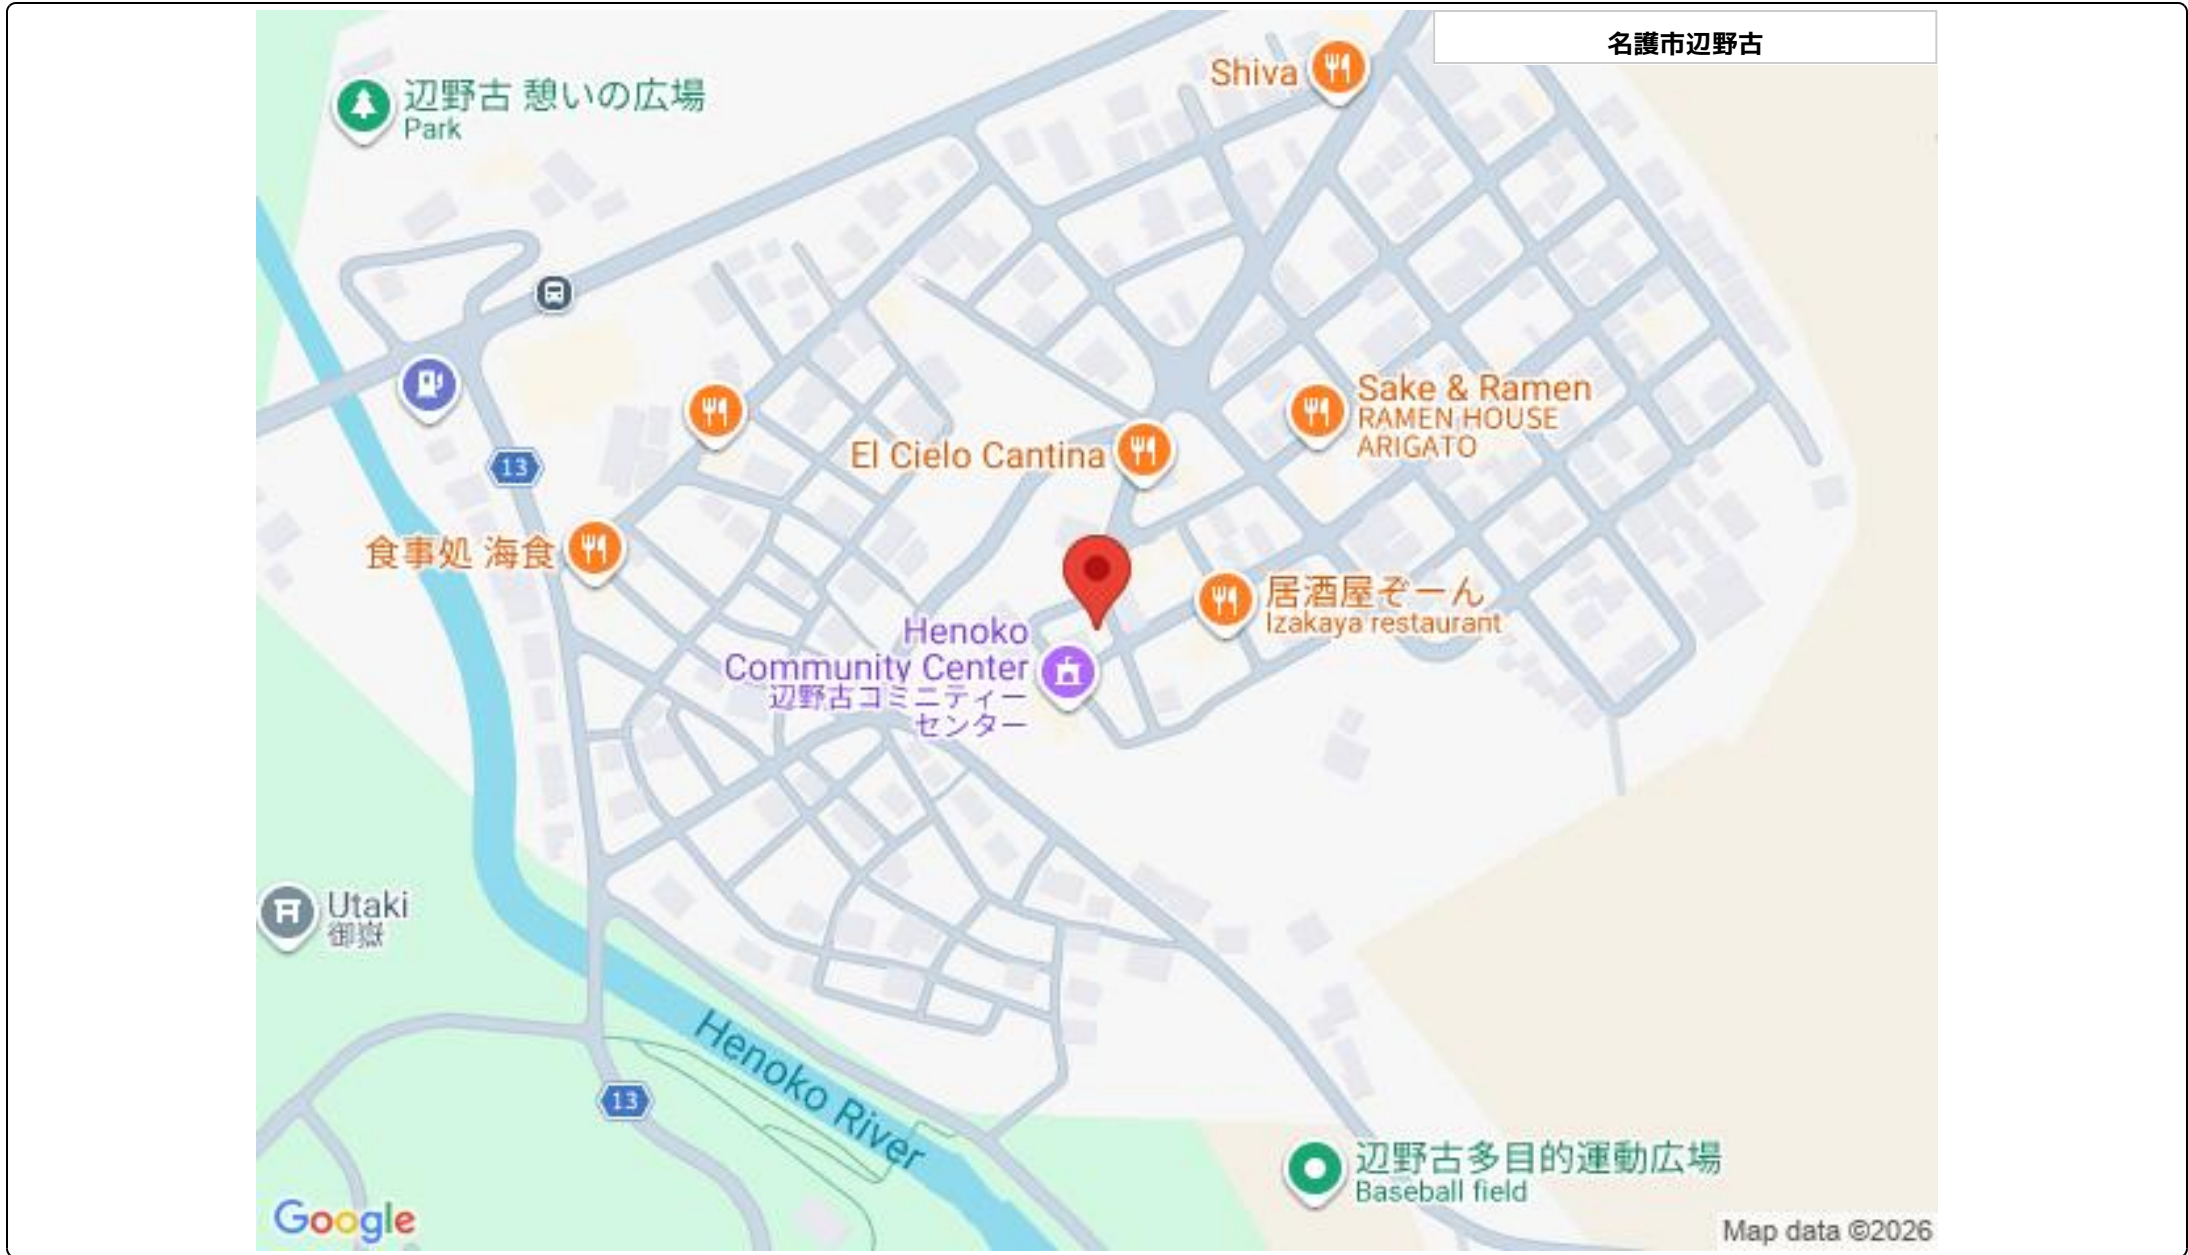 名護市辺野古
辺野古 憩いの広場
Park
Shiva
Sake & Ramen
RAMEN HOUSE
ARIGATO
El Cielo Cantina
13
食事処 海食
居酒屋ぞーん
Izakaya restaurant
Henoko
Community Center
辺野古コミニティー
センター
Utaki
御嶽
Henoko River
13
辺野古多目的運動広場
Baseball field
Google
Map data ©2026